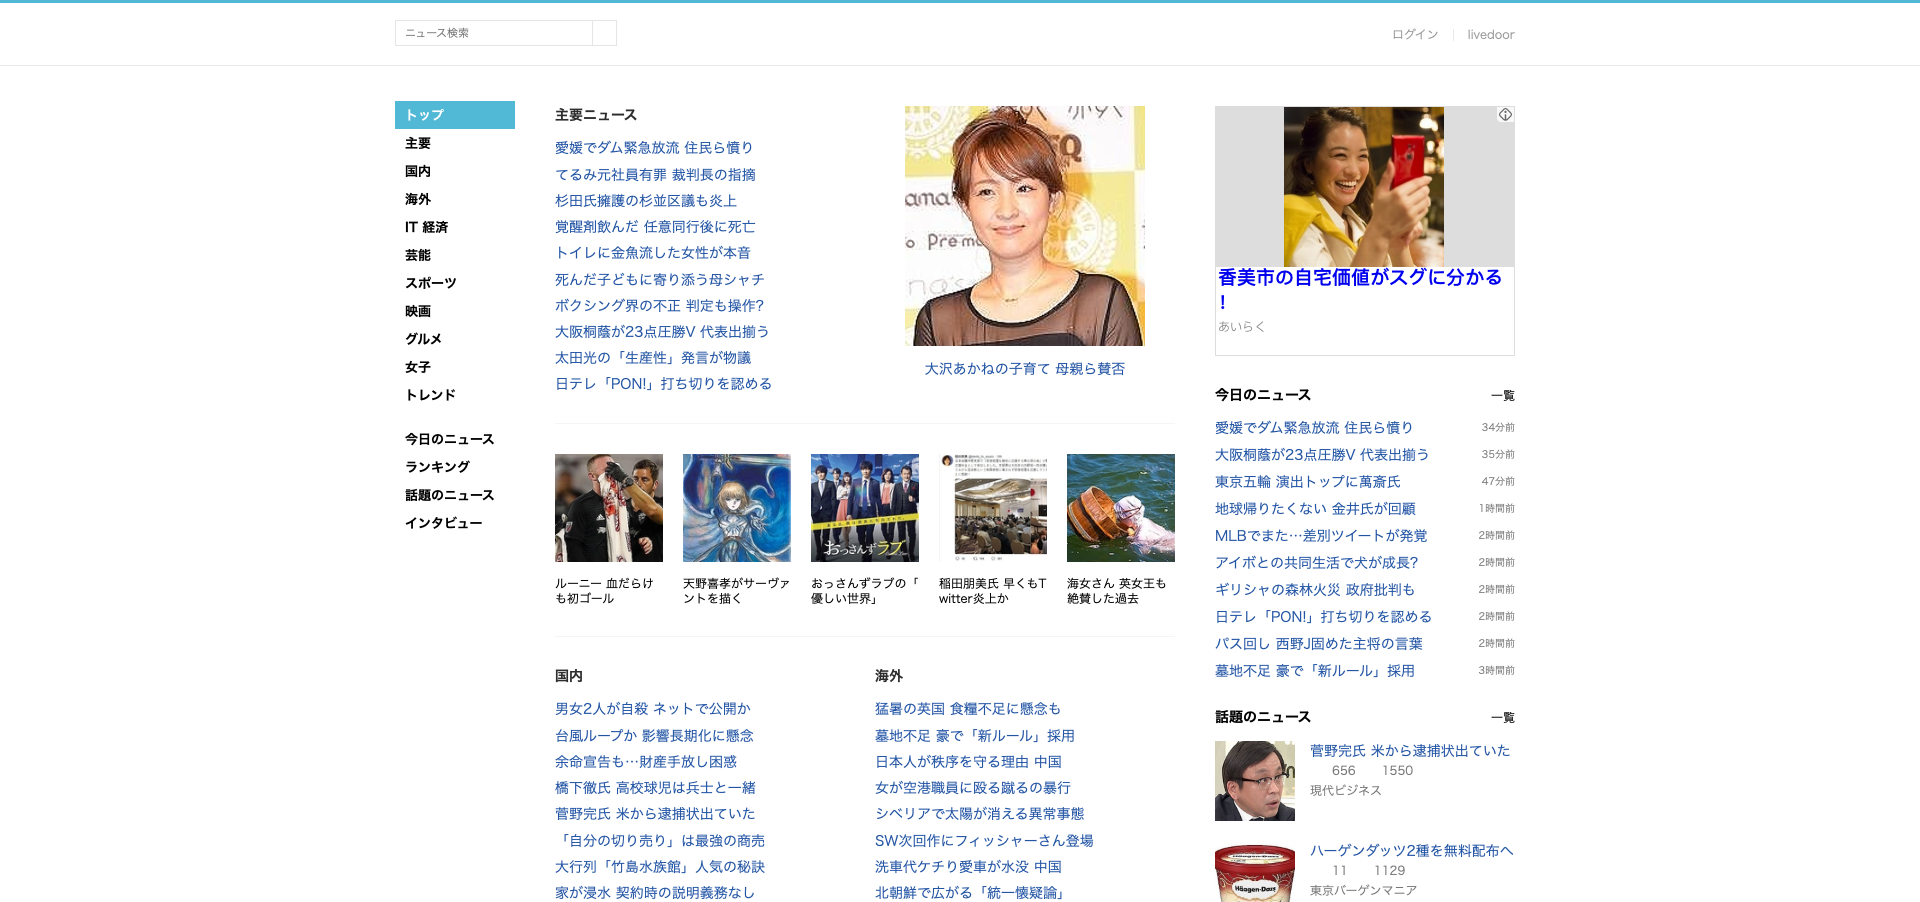 ニュース検索
ログイン
livedoor
トップ
主要
国内
海外
IT 経済
芸能
スポーツ
映画
グルメ
女子
トレンド
今日のニュース
ランキング
話題のニュース
インタビュー
主要ニュース
愛媛でダム緊急放流 住民ら憤り
てるみ元社員有罪 裁判長の指摘
杉田氏擁護の杉並区議も炎上
覚醒剤飲んだ 任意同行後に死亡
トイレに金魚流した女性が本音
死んだ子どもに寄り添う母シャチ
ボクシング界の不正 判定も操作?
大阪桐蔭が23点圧勝V 代表出揃う
太田光の「生産性」発言が物議
日テレ「PON!」打ち切りを認める
大沢あかねの子育て 母親ら賛否
おっさんずラブ
ルーニー 血だらけ
も初ゴール
天野喜孝がサーヴァ
ントを描く
おっさんずラブの「
優しい世界」
稲田朋美氏 早くもT
witter炎上か
海女さん 英女王も
絶賛した過去
国内
男女2人が自殺 ネットで公開か
台風ループか 影響長期化に懸念
余命宣告も…財産手放し困惑
橋下徹氏 高校球児は兵士と一緒
菅野完氏 米から逮捕状出ていた
「自分の切り売り」は最強の商売
大行列「竹島水族館」人気の秘訣
家が浸水 契約時の説明義務なし
海外
猛暑の英国 食糧不足に懸念も
墓地不足 豪で「新ルール」採用
日本人が秩序を守る理由 中国
女が空港職員に殴る蹴るの暴行
シベリアで太陽が消える異常事態
SW次回作にフィッシャーさん登場
洗車代ケチり愛車が水没 中国
北朝鮮で広がる「統一懐疑論」
香美市の自宅価値がスグに分かる
!
あいらく
今日のニュース
一覧
愛媛でダム緊急放流 住民ら憤り 34分前
大阪桐蔭が23点圧勝V 代表出揃う 35分前
東京五輪 演出トップに萬斎氏 47分前
地球帰りたくない 金井氏が回顧 1時間前
MLBでまた…差別ツイートが発覚 2時間前
アイボとの共同生活で犬が成長? 2時間前
ギリシャの森林火災 政府批判も 2時間前
日テレ「PON!」打ち切りを認める 2時間前
パス回し 西野J固めた主将の言葉 2時間前
墓地不足 豪で「新ルール」採用 3時間前
話題のニュース
一覧
菅野完氏 米から逮捕状出ていた
656 1550
現代ビジネス
ハーゲンダッツ2種を無料配布へ
11 1129
東京バーゲンマニア
Häagen-Dazs